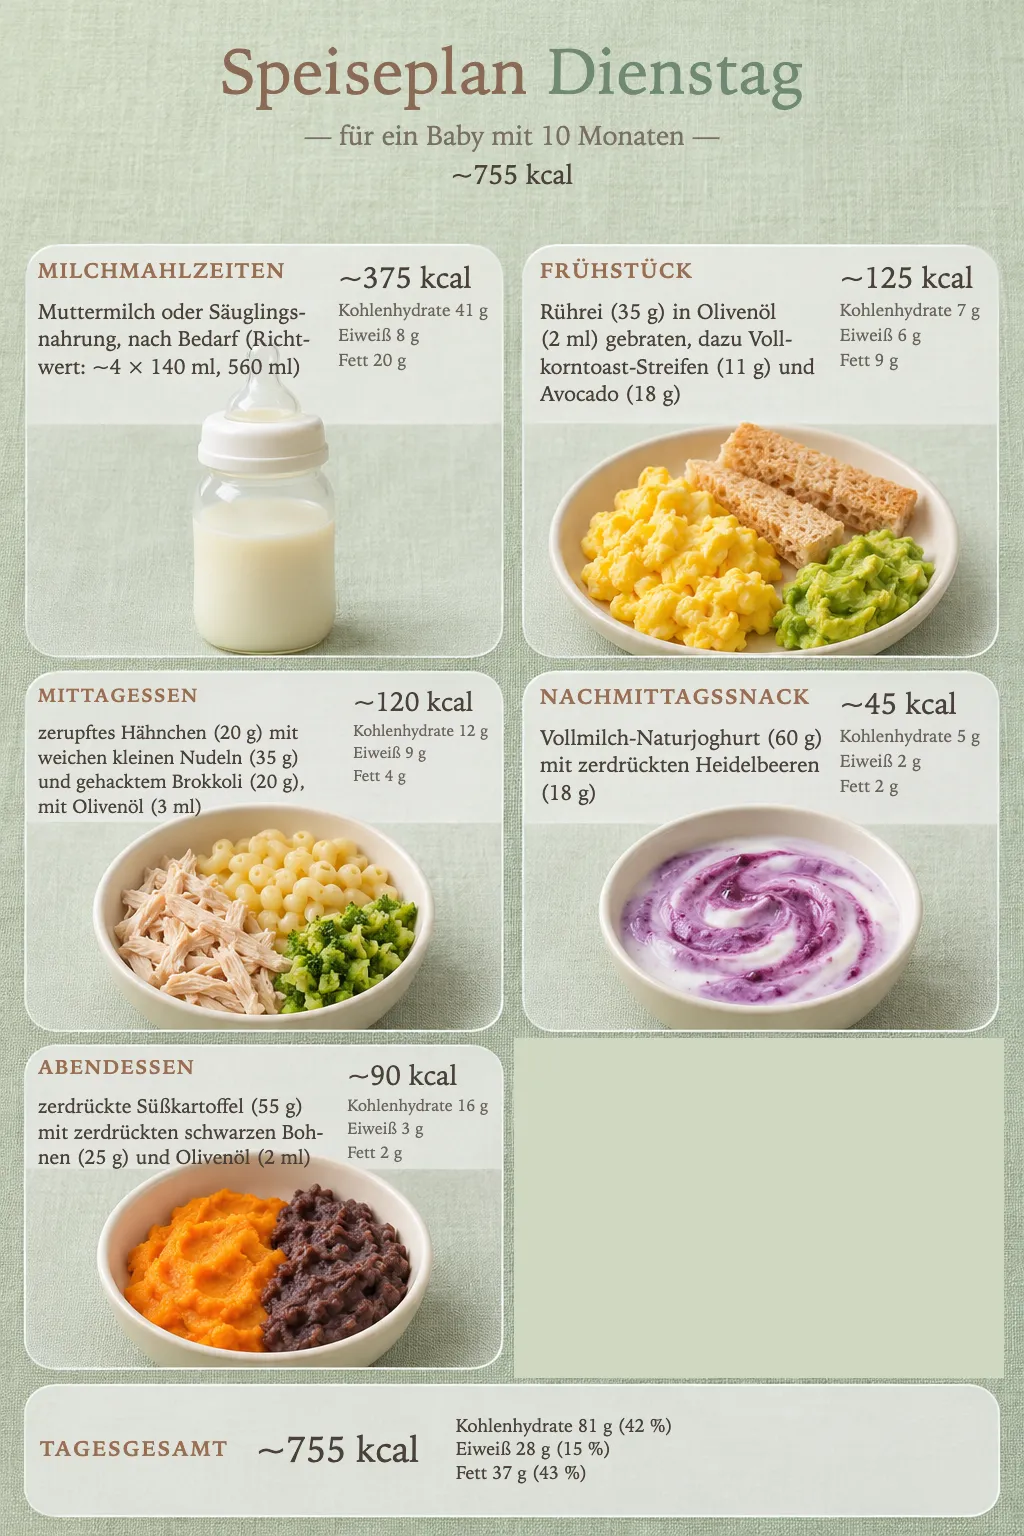 Speiseplan Dienstag
— für ein Baby mit 10 Monaten —
~755 kcal
MILCHMAHLZEITEN
Muttermilch oder Säuglings-
nahrung, nach Bedarf (Richt-
wert: ~4 × 140 ml, 560 ml)
~375 kcal
Kohlenhydrate 41 g
Eiweiß 8 g
Fett 20 g
FRÜHSTÜCK
Rührei (35 g) in Olivenöl
(2 ml) gebraten, dazu Voll-
korntoast-Streifen (11 g) und
Avocado (18 g)
~125 kcal
Kohlenhydrate 7 g
Eiweiß 6 g
Fett 9 g
MITTAGESSEN
zerupftes Hähnchen (20 g) mit
weichen kleinen Nudeln (35 g)
und gehacktem Brokkoli (20 g),
mit Olivenöl (3 ml)
~120 kcal
Kohlenhydrate 12 g
Eiweiß 9 g
Fett 4 g
NACHMITTAGSSNACK
Vollmilch-Naturjoghurt (60 g)
mit zerdrückten Heidelbeeren
(18 g)
~45 kcal
Kohlenhydrate 5 g
Eiweiß 2 g
Fett 2 g
ABENDESSEN
zerdrückte Süßkartoffel (55 g)
mit zerdrückten schwarzen Boh-
nen (25 g) und Olivenöl (2 ml)
~90 kcal
Kohlenhydrate 16 g
Eiweiß 3 g
Fett 2 g
TAGESGESAMT
~755 kcal
Kohlenhydrate 81 g (42 %)
Eiweiß 28 g (15 %)
Fett 37 g (43 %)